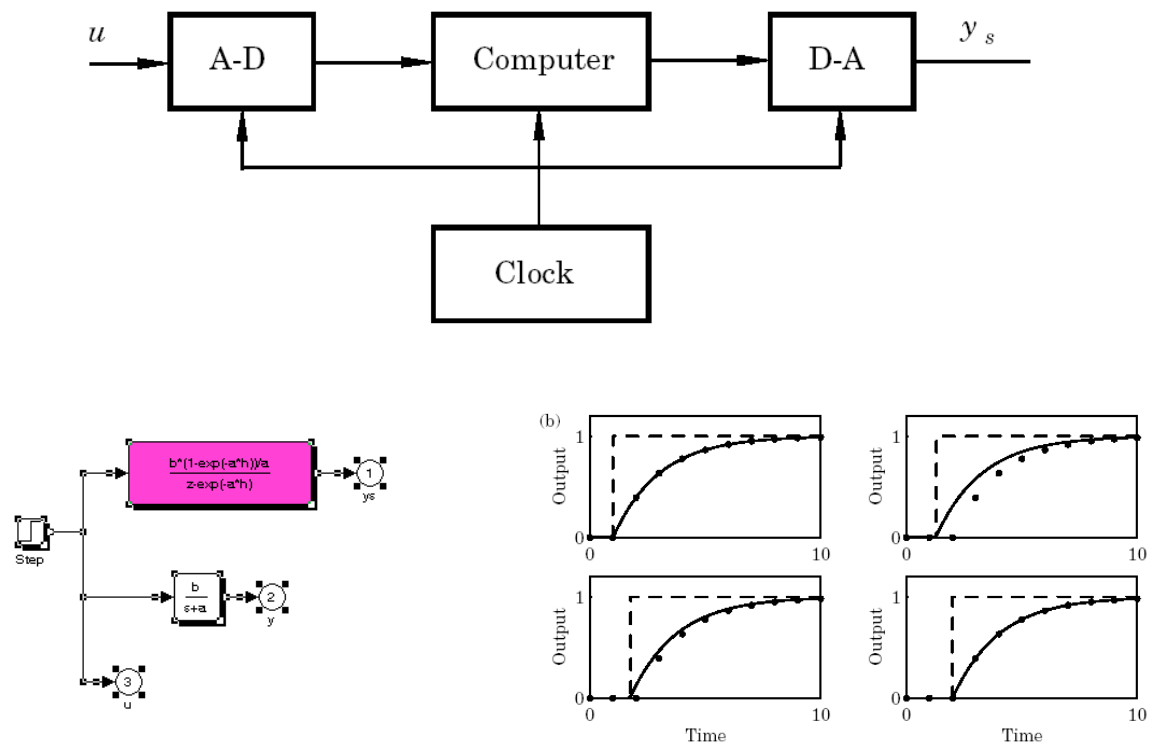 u
A-D
Computer
D-A
y s
Clock
b*(1-exp(-a*h))/a
z-exp(-a*h)
1
ys
Step
b
s+a
2
y
3
u
(b)
1
Output
0
0
10
1
Output
0
0
10
1
Output
0
0
10
Time
1
Output
0
0
10
Time